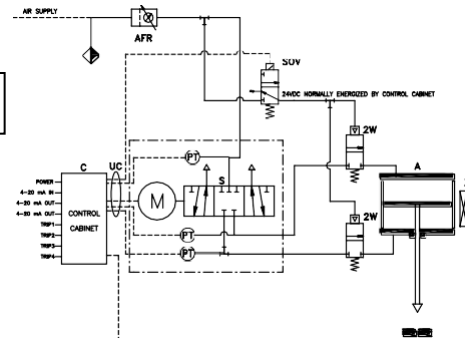 AIR SUPPLY
AFR
SOV
24VDC NORMALLY ENERGIZED BY CONTROL CABINET
2W
PT
C
UC
S
A
POWER
4-20 mA IN
4-20 mA OUT
4-20 mA OUT
TRIP1
TRIP2
TRIP3
TRIP4
CONTROL
CABINET
M
PT
2W
PT